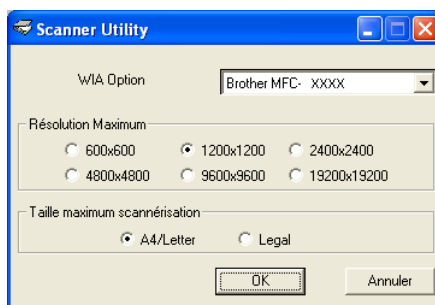 Scanner Utility
WIA Option Brother MFC- XXXX
Résolution Maximum
600x600 1200x1200 2400x2400
4800x4800 9600x9600 19200x19200
Taille maximum scannérisation
A4/Letter Legal
OK Annuler